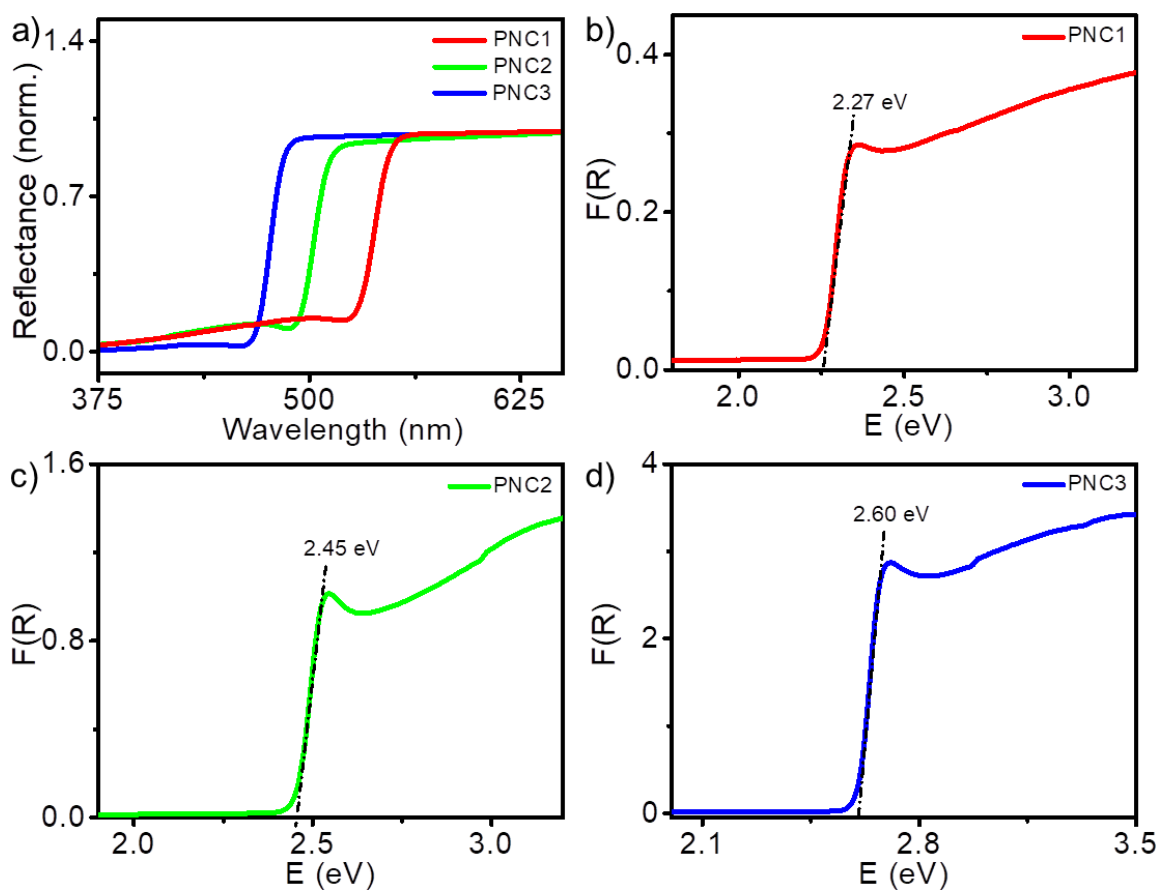 a)
PNC1
PNC2
PNC3
1.4
0.7
0.0
Reflectance (norm.)
375
500
625
Wavelength (nm)
b)
PNC1
2.27 eV
0.4
0.2
0.0
F(R)
2.0
2.5
3.0
E (eV)
c)
PNC2
2.45 eV
1.6
0.8
0.0
F(R)
2.0
2.5
3.0
E (eV)
d)
PNC3
2.60 eV
4
2
0
F(R)
2.1
2.8
3.5
E (eV)